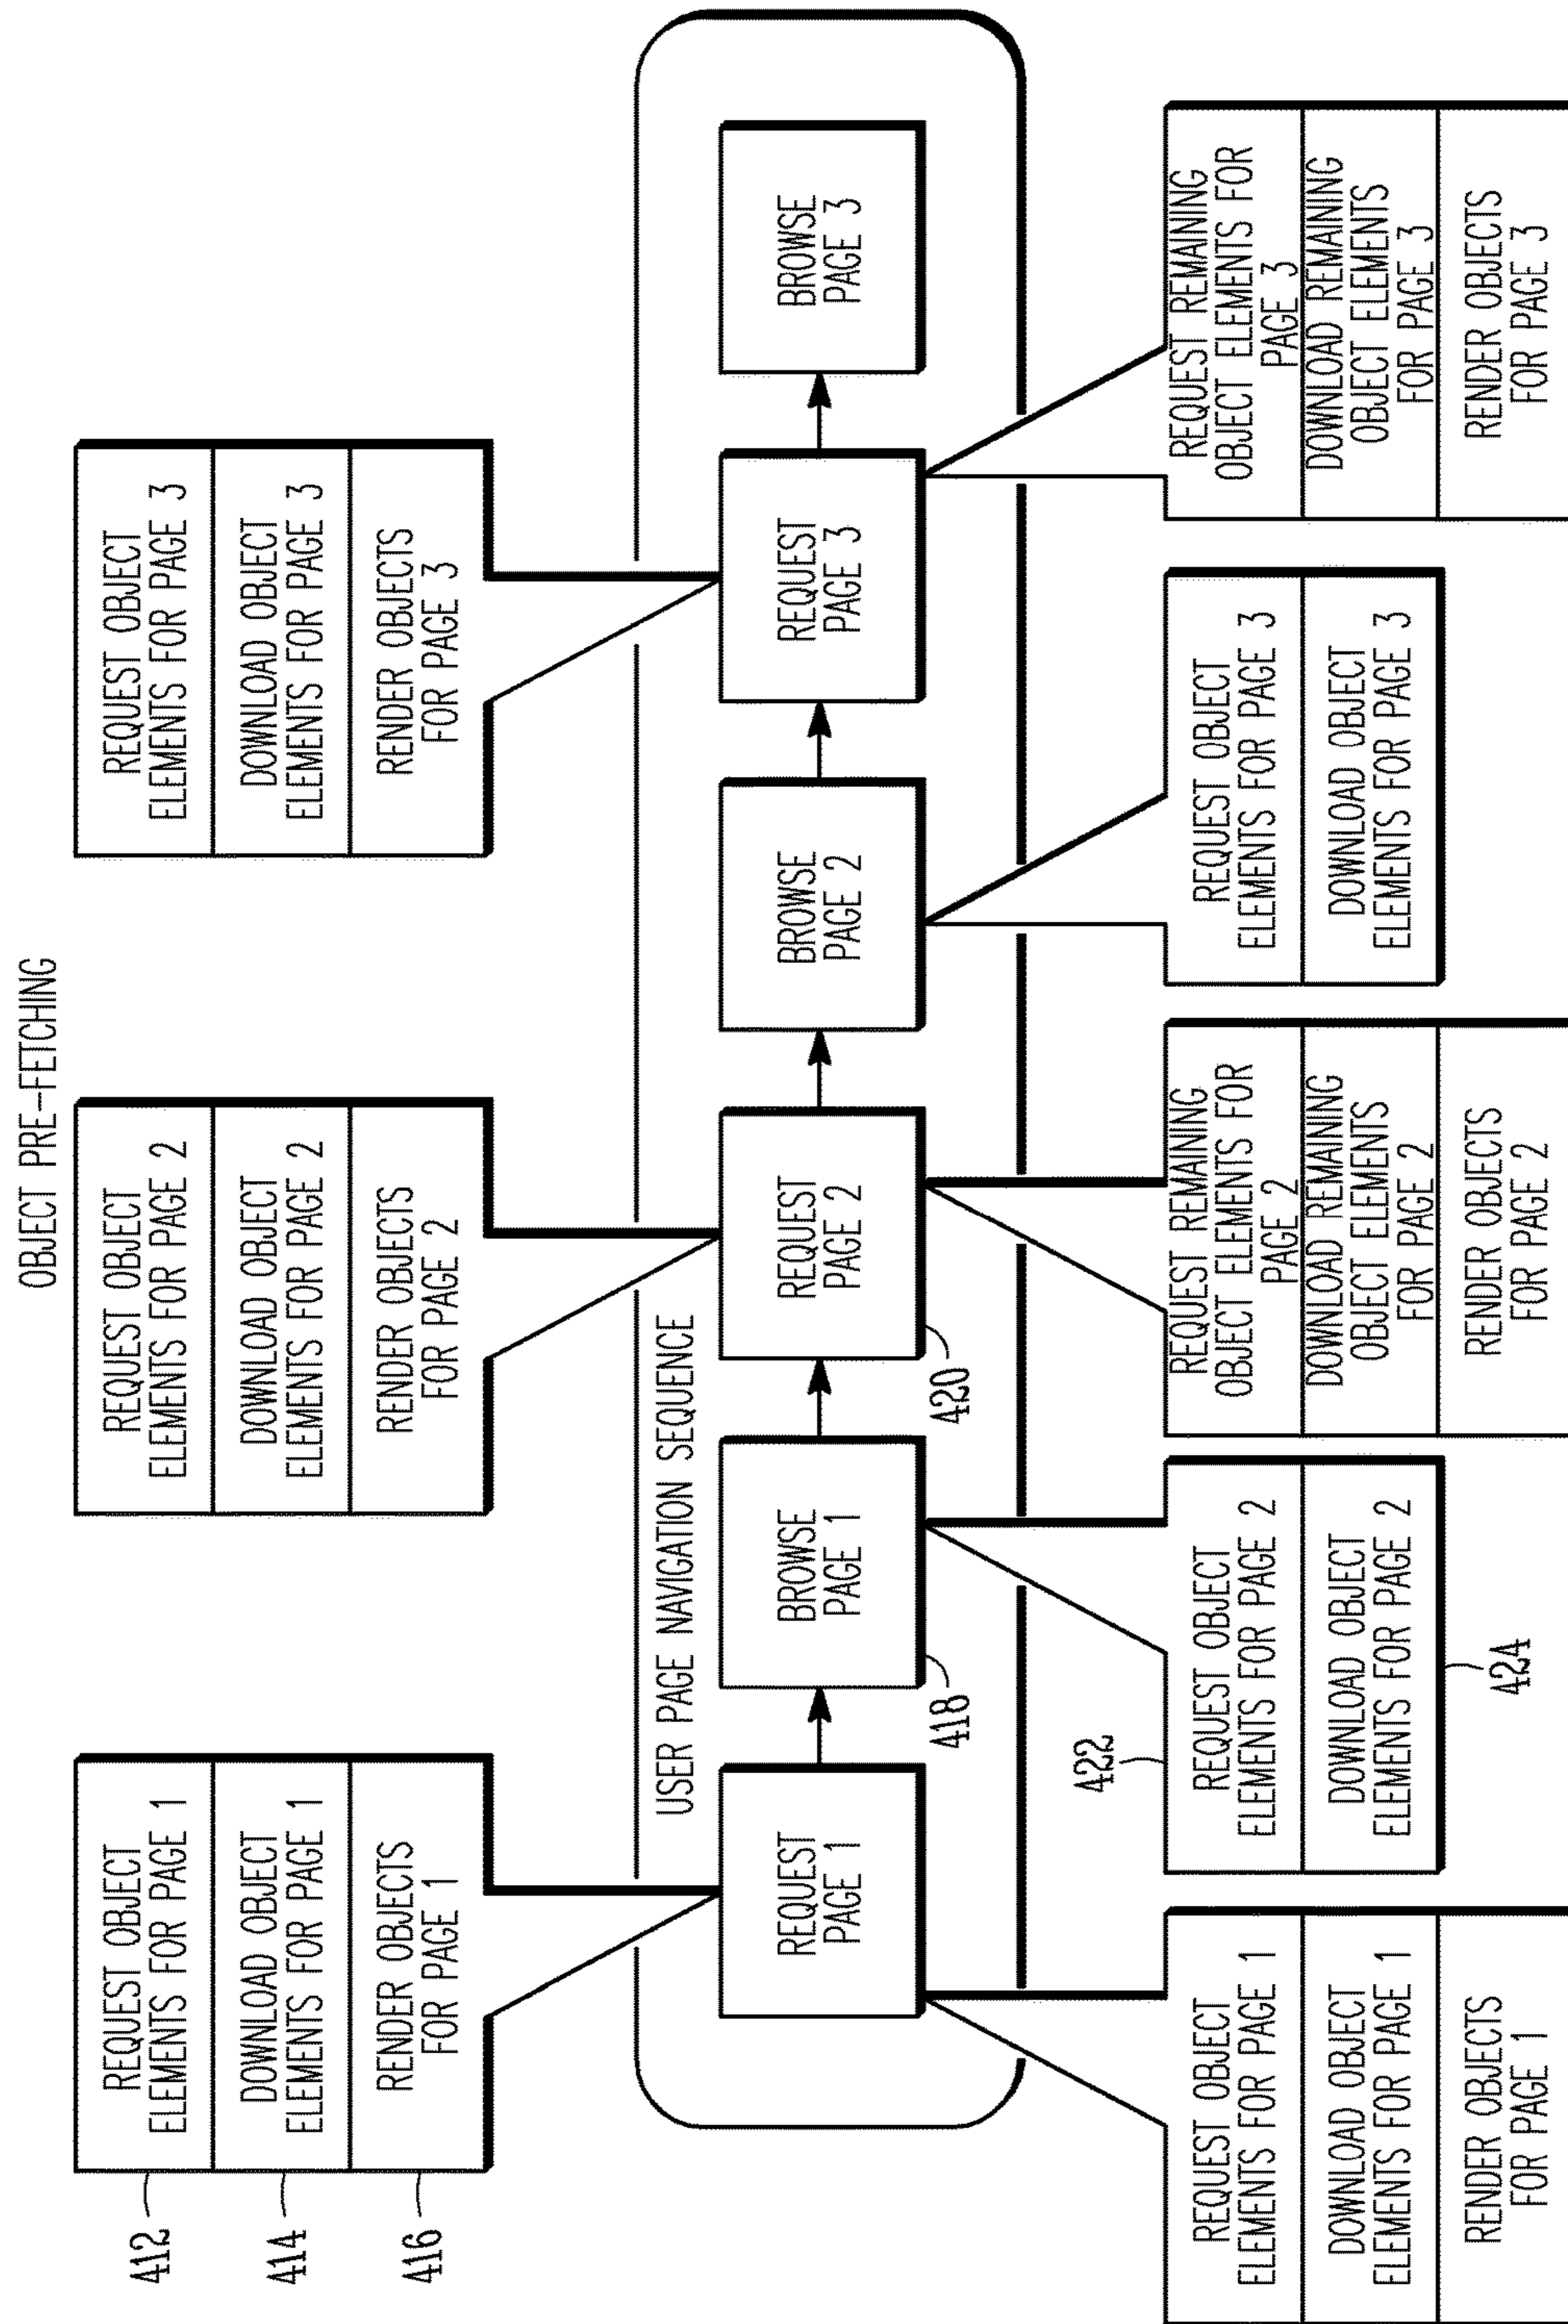 OBJECT PRE-FETCHING
412
REQUEST OBJECT
ELEMENTS FOR PAGE 1
414
DOWNLOAD OBJECT
ELEMENTS FOR PAGE 1
416
RENDER OBJECTS
FOR PAGE 1
REQUEST OBJECT
ELEMENTS FOR PAGE 2
DOWNLOAD OBJECT
ELEMENTS FOR PAGE 2
RENDER OBJECTS
FOR PAGE 2
REQUEST OBJECT
ELEMENTS FOR PAGE 3
DOWNLOAD OBJECT
ELEMENTS FOR PAGE 3
RENDER OBJECTS
FOR PAGE 3
USER PAGE NAVIGATION SEQUENCE
REQUEST
PAGE 1
BROWSE
PAGE 1
418
REQUEST
PAGE 2
420
BROWSE
PAGE 2
REQUEST
PAGE 3
BROWSE
PAGE 3
REQUEST OBJECT
ELEMENTS FOR PAGE 1
DOWNLOAD OBJECT
ELEMENTS FOR PAGE 1
RENDER OBJECTS
FOR PAGE 1
422
REQUEST OBJECT
ELEMENTS FOR PAGE 2
DOWNLOAD OBJECT
ELEMENTS FOR PAGE 2
424
REQUEST REMAINING
OBJECT ELEMENTS FOR
PAGE 2
DOWNLOAD REMAINING
OBJECT ELEMENTS
FOR PAGE 2
RENDER OBJECTS
FOR PAGE 2
REQUEST OBJECT
ELEMENTS FOR PAGE 3
DOWNLOAD OBJECT
ELEMENTS FOR PAGE 3
REQUEST REMAINING
OBJECT ELEMENTS FOR
PAGE 3
DOWNLOAD REMAINING
OBJECT ELEMENTS
FOR PAGE 3
RENDER OBJECTS
FOR PAGE 3